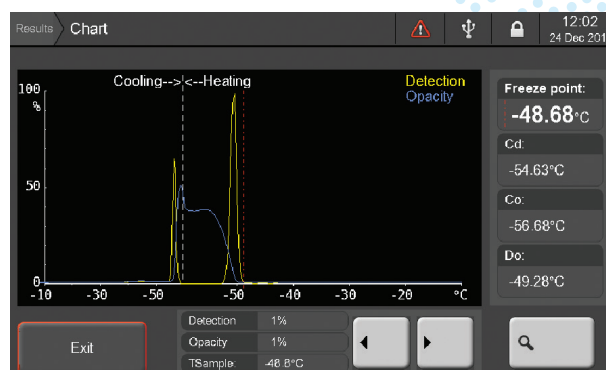 Results Chart 12:02
24 Dec 201
Cooling--> <--Heating Detection
Opacity
100
%
50
0
-10 -30 -50 -50 -40 -30 -20 °C
Freeze point:
-48.68°C
Cd:
-54.63°C
Co:
-56.68°C
Do:
-49.28°C
Exit
Detection 1%
Opacity 1%
TSample: -48.8°C